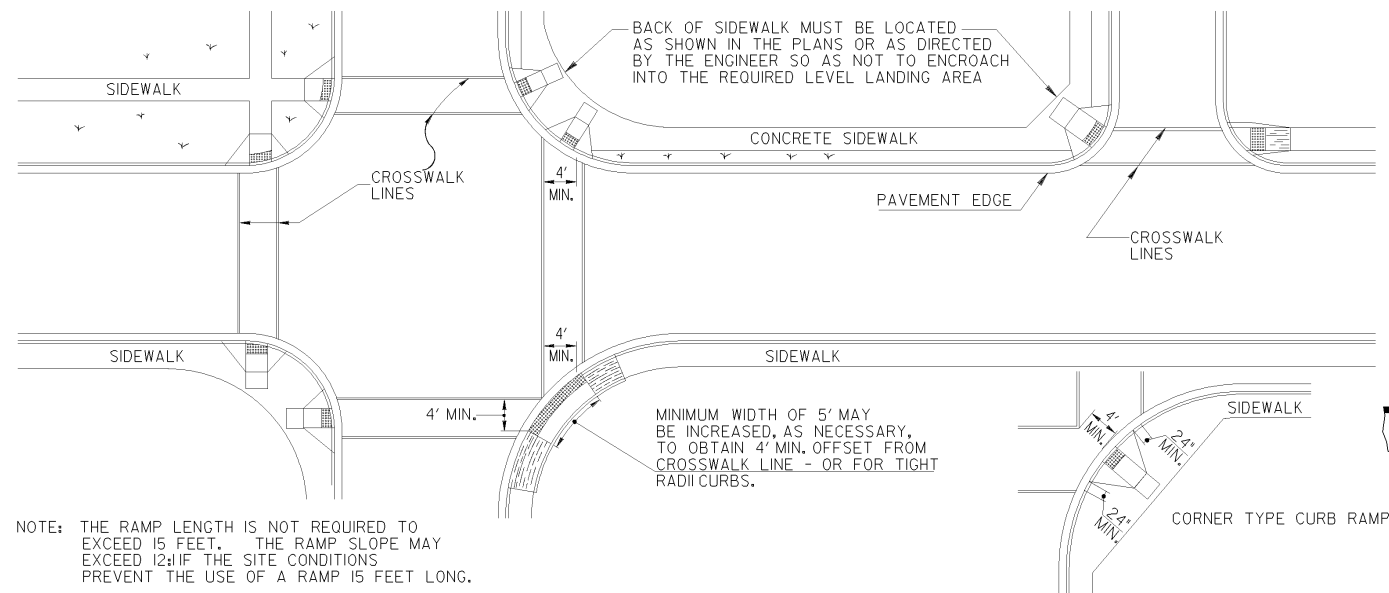 BACK OF SIDEWALK MUST BE LOCATED
AS SHOWN IN THE PLANS OR AS DIRECTED
BY THE ENGINEER SO AS NOT TO ENCROACH
INTO THE REQUIRED LEVEL LANDING AREA
SIDEWALK
CONCRETE SIDEWALK
CROSSWALK
LINES
4'
MIN.
PAVEMENT EDGE
CROSSWALK
LINES
4'
MIN.
SIDEWALK
SIDEWALK
4' MIN.
MINIMUM WIDTH OF 5' MAY
BE INCREASED, AS NECESSARY,
TO OBTAIN 4' MIN. OFFSET FROM
CROSSWALK LINE - OR FOR TIGHT
RADII CURBS.
SIDEWALK
4'
MIN.
24"
MIN.
24"
MIN.
CORNER TYPE CURB RAMP
NOTE: THE RAMP LENGTH IS NOT REQUIRED TO
EXCEED 15 FEET. THE RAMP SLOPE MAY
EXCEED 12:1 IF THE SITE CONDITIONS
PREVENT THE USE OF A RAMP 15 FEET LONG.